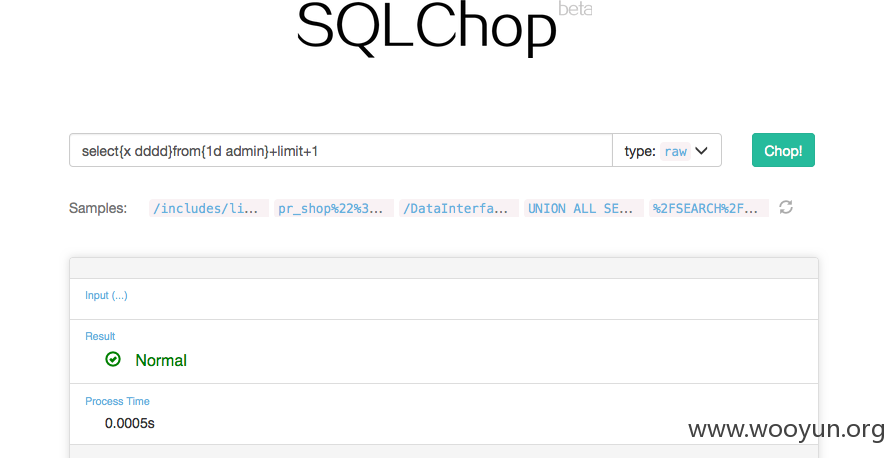 SQLChop beta
select{x dddd}from{1d admin}+limit+1 type: raw Chop!
Samples: /includes/li... pr_shop%22%3... /DataInterfa... UNION ALL SE... %2FSEARCH%2F...
Input (...)
Result
Normal
Process Time
0.0005s
www.wooyun.org